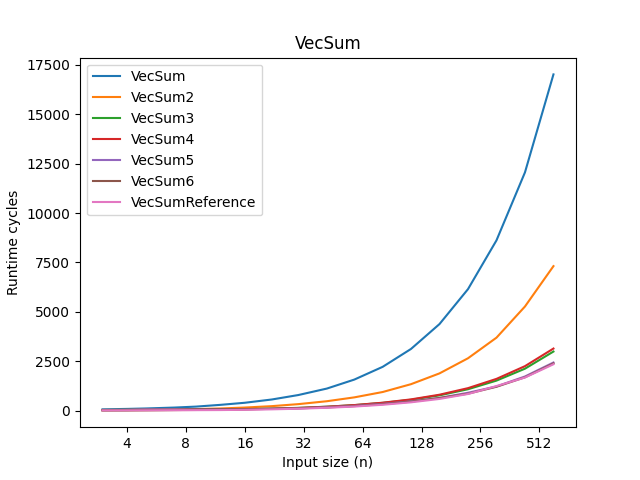 VecSum
17500
15000
12500
10000
7500
5000
2500
0
Runtime cycles
VecSum
VecSum2
VecSum3
VecSum4
VecSum5
VecSum6
VecSumReference
4 8 16 32 64 128 256 512
Input size (n)